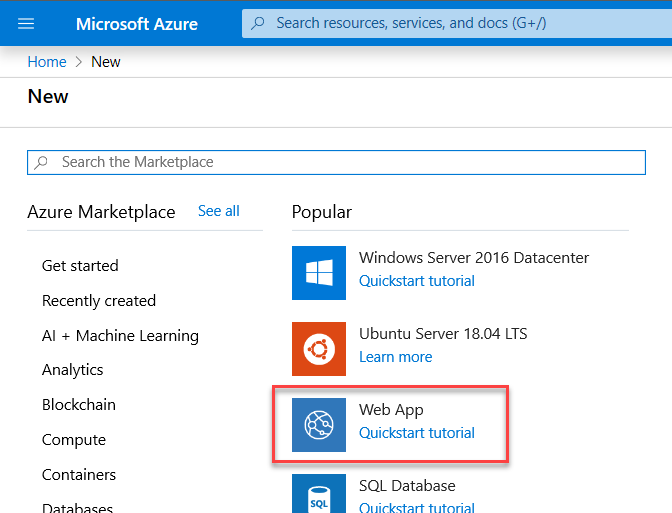 Microsoft Azure
Search resources, services, and docs (G+/)
Home > New
New
Search the Marketplace
Azure Marketplace See all
Get started
Recently created
AI + Machine Learning
Analytics
Blockchain
Compute
Containers
Databases
Popular
Windows Server 2016 Datacenter
Quickstart tutorial
Ubuntu Server 18.04 LTS
Learn more
Web App
Quickstart tutorial
SQL
SQL Database
Quickstart tutorial